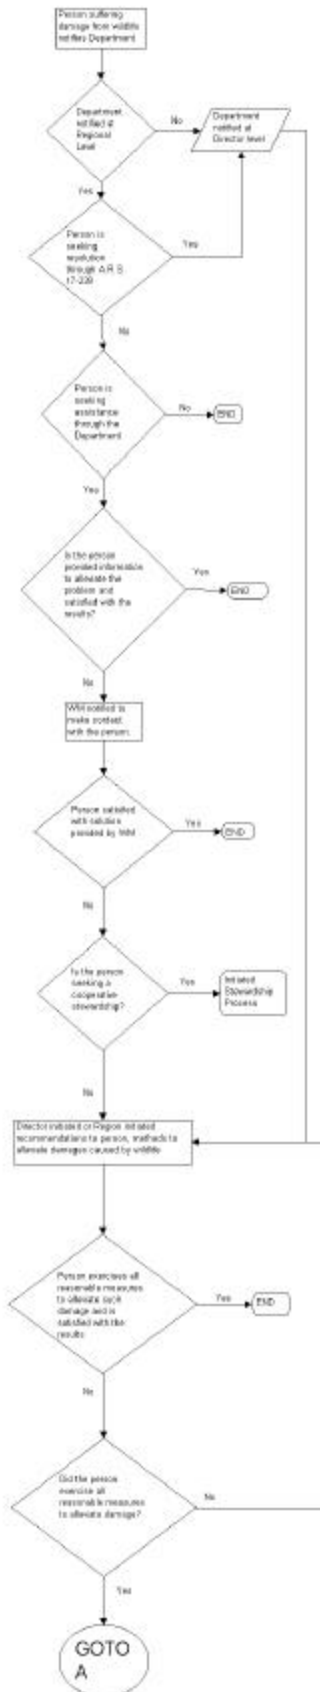 Person suffering
damage from wildlife
notifies Department
Department
notified at
Regional
Level
No
Department
notified at
Director level
Yes
Person is
seeking
resolution
through A.R.S.
17-239
Yes
No
Person is
seeking
assistance
through the
Department
No
END
Yes
Is the person
provided information
to alleviate the
problem and
satisfied with the
results?
Yes
END
No
WM notified to
make contact
with the person.
Person satisfied
with solution
provided by WM
Yes
END
No
Is the person
seeking a
cooperative
stewardship?
Yes
Initiated
Stewardship
Process
No
Director initiated or Region initiated
recommendations to person, methods to
alleviate damages caused by wildlife
Person exercises all
reasonable measures
to alleviate such
damage and is
satisfied with the
results
Yes
END
No
Did the person
exercise all
reasonable measures
to alleviate damage?
No
Yes
GOTO
A